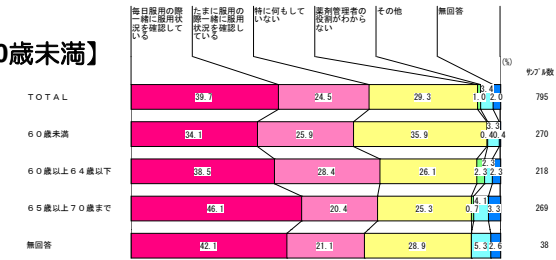 毎日服用の際
一緒に服用状
況を確認して
いる
たまに服用の
際一緒に服用
状況を確認し
ている
特に何もして
いない
薬剤管理者の
役割がわから
ない
その他
無回答
0歳未満】
(%)
ｻﾝﾌﾟﾙ数
ＴＯＴＡＬ 39.7 24.5 29.3 1.0 3.4 2.0 795
６０歳未満 34.1 25.9 35.9 0.4 3.3 0.4 270
６０歳以上６４歳以下 38.5 28.4 26.1 2.3 2.3 2.3 218
６５歳以上７０歳まで 46.1 20.4 25.3 0.7 4.1 3.3 269
無回答 42.1 21.1 28.9 5.3 2.6 38